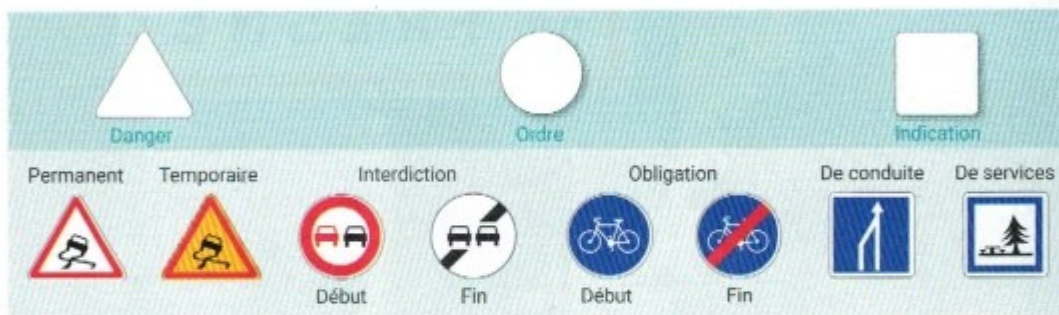 Danger Ordre Indication
Permanent Temporaire Interdiction Obligation De conduite De services
Début Fin Début Fin